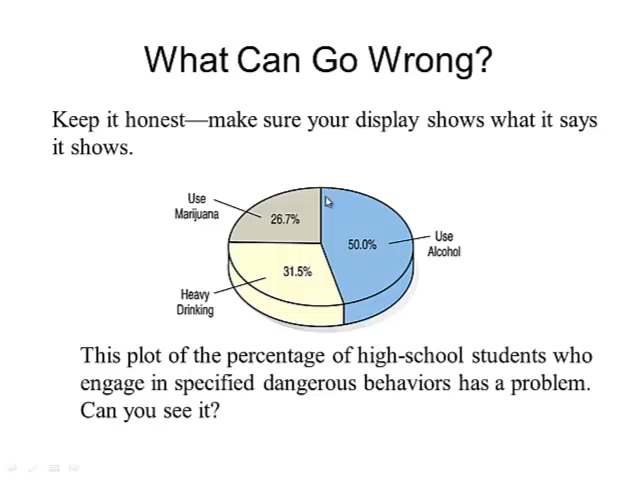 What Can Go Wrong?
Keep it honest—make sure your display shows what it says
it shows.
Use
Marijuana
26.7%
50.0%
Use
Alcohol
31.5%
Heavy
Drinking
This plot of the percentage of high-school students who
engage in specified dangerous behaviors has a problem.
Can you see it?